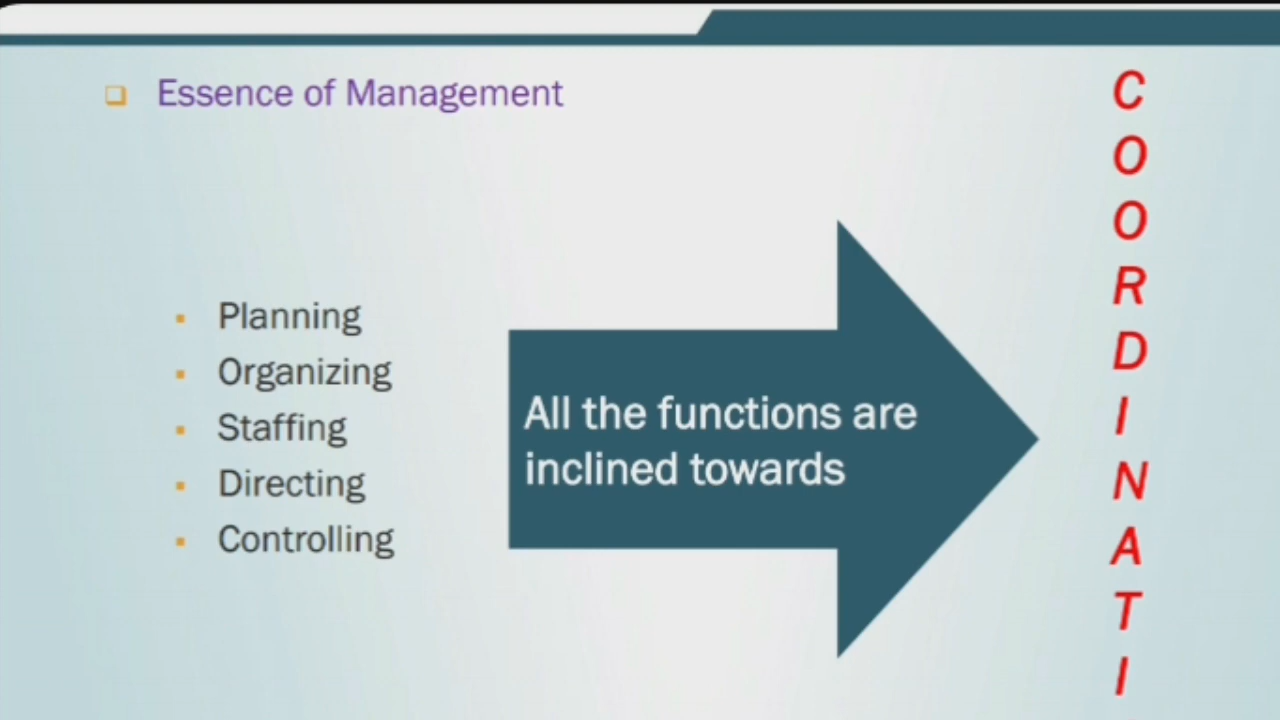 Essence of Management
Planning
Organizing
Staffing
Directing
Controlling
All the functions are
inclined towards
C
O
O
R
D
I
N
A
T
I